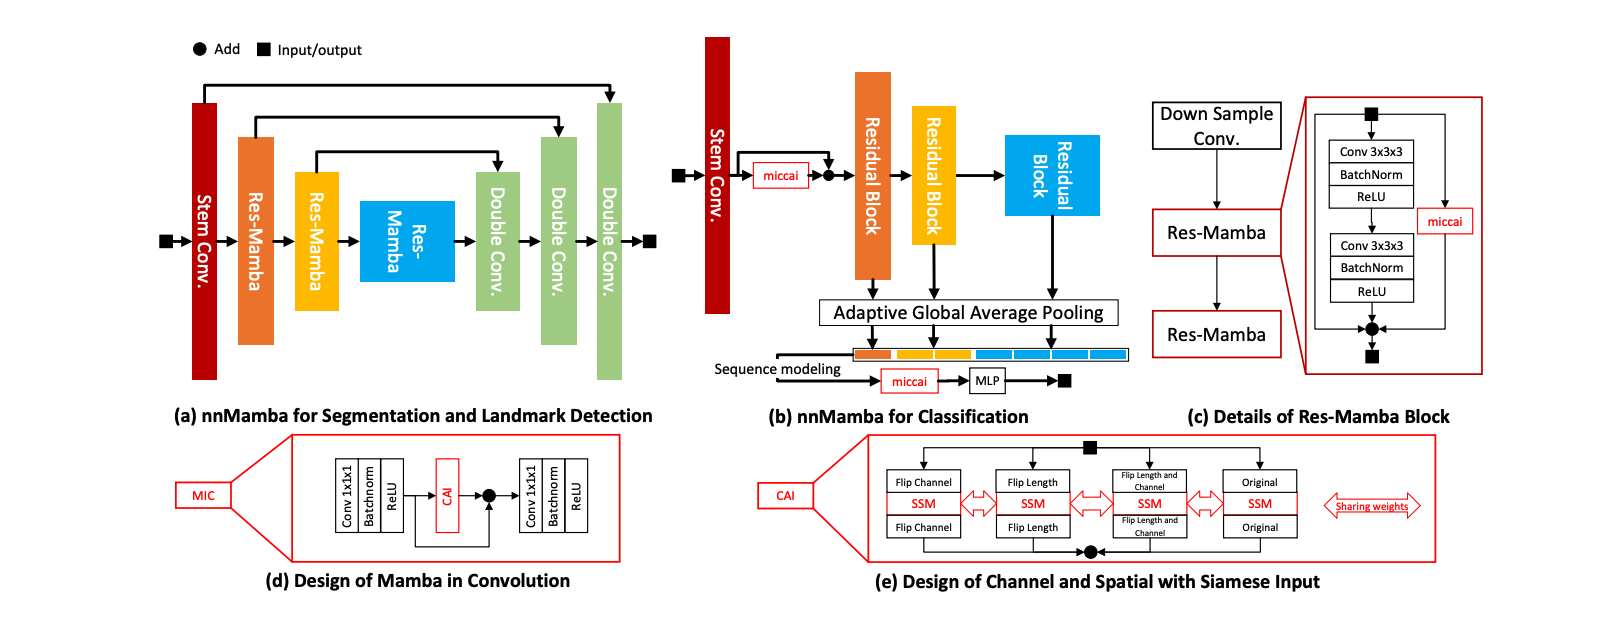 Add
Input/output
Stem Conv.
Res-Mamba
Res-Mamba
Res-
Mamba
Double Conv.
Double Conv.
Double Conv.
(a) nnMamba for Segmentation and Landmark Detection
Stem Conv.
miccai
Residual Block
Residual Block
Residual
Block
Adaptive Global Average Pooling
Sequence modeling
miccai
MLP
(b) nnMamba for Classification
Down Sample
Conv.
Res-Mamba
Res-Mamba
Conv 3x3x3
BatchNorm
ReLU
miccai
Conv 3x3x3
BatchNorm
ReLU
(c) Details of Res-Mamba Block
MIC
Conv 1x1x1
Batchnorm
ReLU
CAI
Conv 1x1x1
Batchnorm
ReLU
(d) Design of Mamba in Convolution
CAI
Flip Channel
SSM
Flip Channel
Flip Length
SSM
Flip Length
Flip Length and
Channel
SSM
Flip Length and
Channel
Original
SSM
Original
Sharing weights
(e) Design of Channel and Spatial with Siamese Input